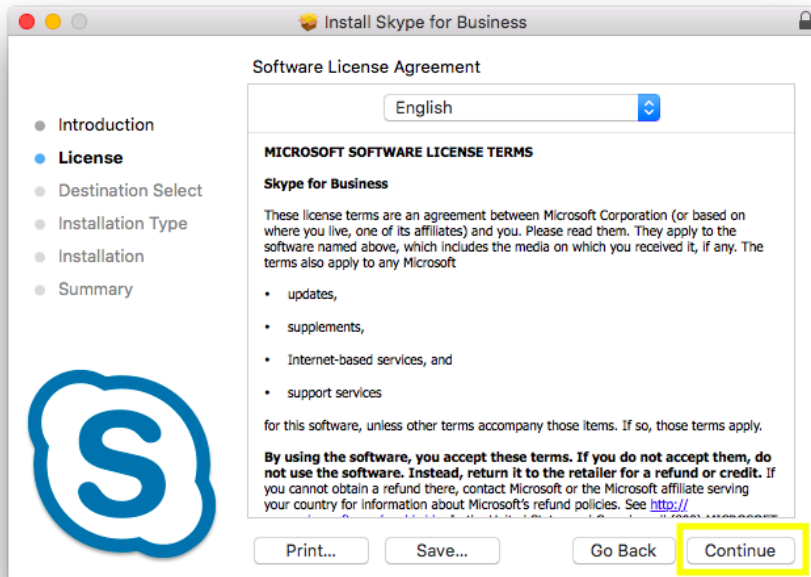 Install Skype for Business
Software License Agreement
English
Introduction
License
Destination Select
Installation Type
Installation
Summary
MICROSOFT SOFTWARE LICENSE TERMS
Skype for Business
These license terms are an agreement between Microsoft Corporation (or based on
where you live, one of its affiliates) and you. Please read them. They apply to the
software named above, which includes the media on which you received it, if any. The
terms also apply to any Microsoft
• updates,
• supplements,
• Internet-based services, and
• support services
for this software, unless other terms accompany those items. If so, those terms apply.
By using the software, you accept these terms. If you do not accept them, do
not use the software. Instead, return it to the retailer for a refund or credit. If
you cannot obtain a refund there, contact Microsoft or the Microsoft affiliate serving
your country for information about Microsoft's refund policies. See http://
S
Print...
Save...
Go Back
Continue